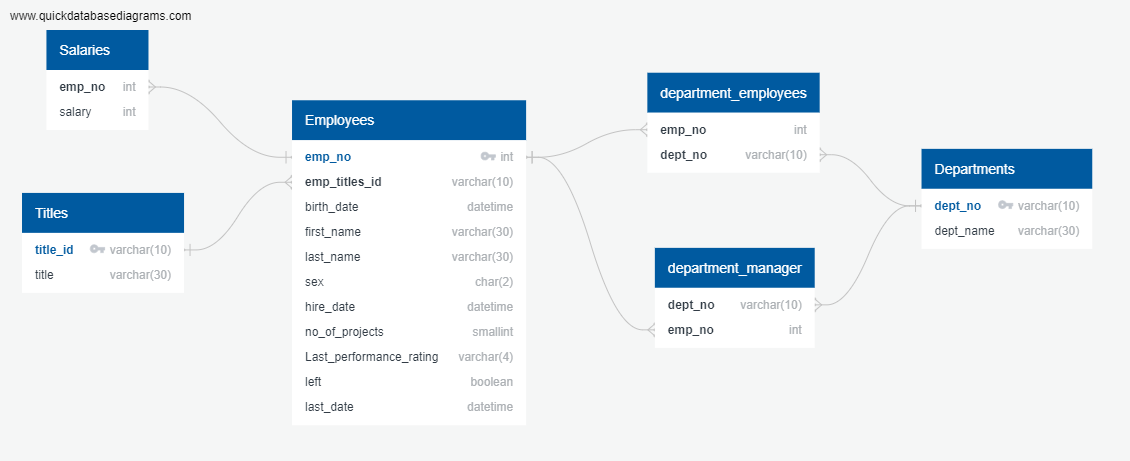 www.quickdatabasediagrams.com
Salaries
emp_no int
salary int
Titles
title_id varchar(10)
title varchar(30)
Employees
emp_no int
emp_titles_id varchar(10)
birth_date datetime
first_name varchar(30)
last_name varchar(30)
sex char(2)
hire_date datetime
no_of_projects smallint
Last_performance_rating varchar(4)
left boolean
last_date datetime
department_employees
emp_no int
dept_no varchar(10)
department_manager
dept_no varchar(10)
emp_no int
Departments
dept_no varchar(10)
dept_name varchar(30)